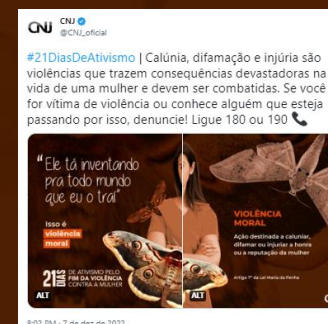 CNJ
CNJ
@CNJ_oficial
#21DiasDeAtivismo | Calúnia, difamação e injúria são
violências que trazem consequências devastadoras na
vida de uma mulher e devem ser combatidas. Se você
for vítima de violência ou conhece alguém que esteja
passando por isso, denuncie! Ligue 180 ou 190 📞
“Ele tá inventando
pra todo mundo
que eu o traí”
Isso é
violência
moral
21 DIAS DE ATIVISMO PELO
FIM DA VIOLÊNCIA
CONTRA A MULHER
ALT
VIOLÊNCIA
MORAL
Ação destinada a caluniar,
difamar ou injuriar a honra
ou a reputação da mulher
Artigo 7º da Lei Maria da Penha
ALT
8:02 PM · 7 de dez de 2022